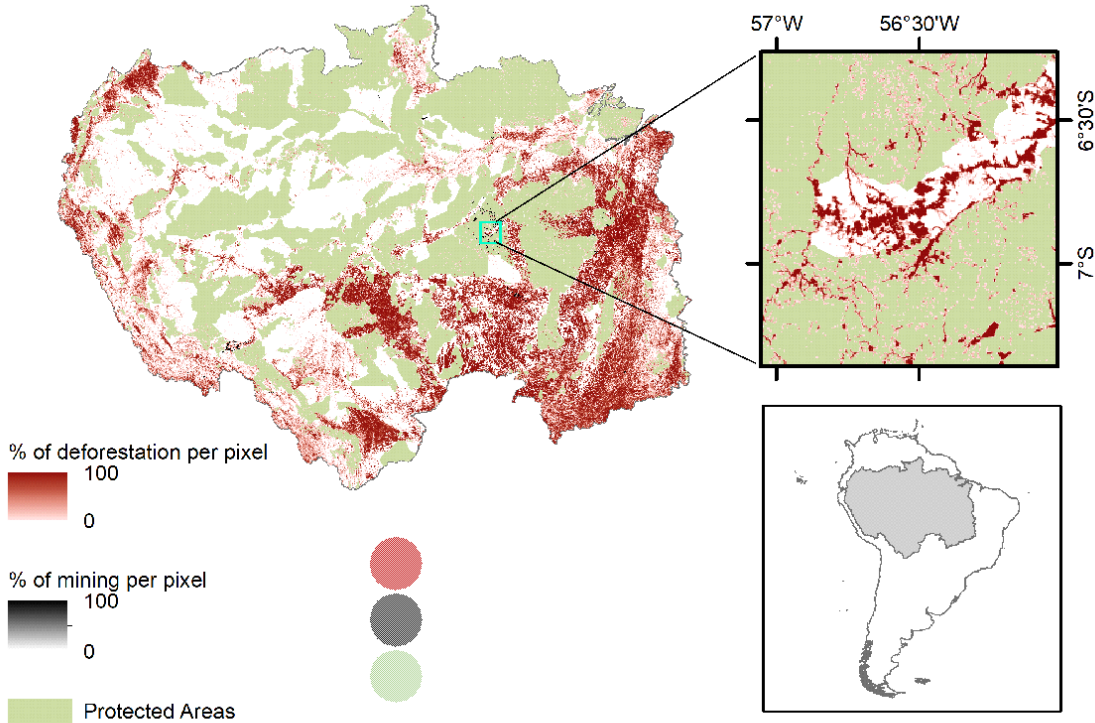 57°W 56°30'W
6°30'S
7°S
% of deforestation per pixel
100
0
% of mining per pixel
100
0
Protected Areas